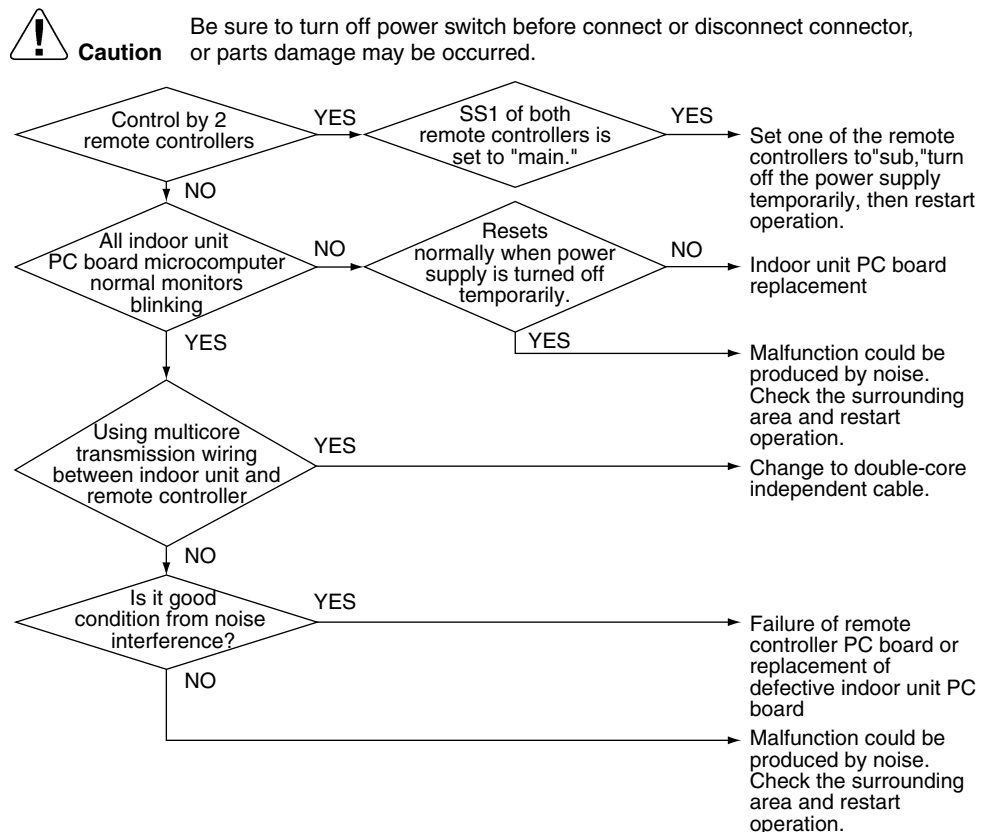 Be sure to turn off power switch before connect or disconnect connector,
Caution or parts damage may be occurred.
Control by 2
remote controllers
YES
SS1 of both
remote controllers is
set to "main."
YES
Set one of the remote
controllers to"sub,"turn
off the power supply
temporarily, then restart
operation.
NO
All indoor unit
PC board microcomputer
normal monitors
blinking
NO
Resets
normally when power
supply is turned off
temporarily.
NO
Indoor unit PC board
replacement
YES
Malfunction could be
produced by noise.
Check the surrounding
area and restart
operation.
YES
Using multicore
transmission wiring
between indoor unit and
remote controller
YES
Change to double-core
independent cable.
NO
Is it good
condition from noise
interference?
YES
Failure of remote
controller PC board or
replacement of
defective indoor unit PC
board
NO
Malfunction could be
produced by noise.
Check the surrounding
area and restart
operation.